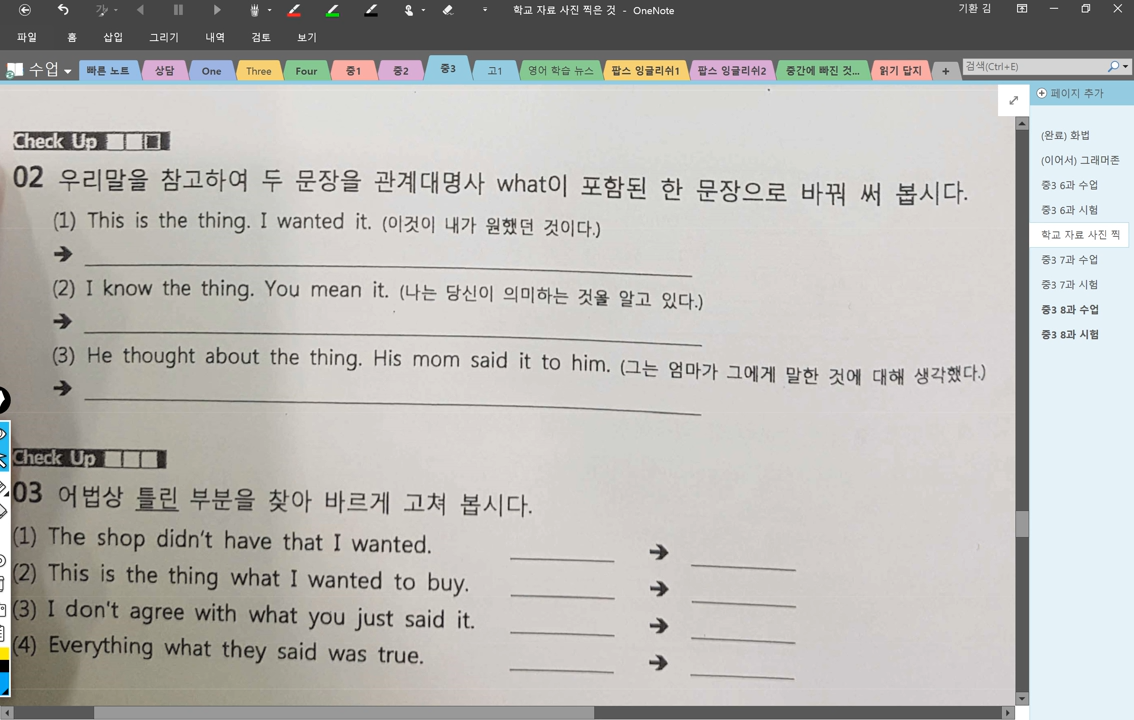 학교 자료 사진 찍은 것 - OneNote
기환 김
파일 홈 삽입 그리기 내역 검토 보기
수업 빠른 노트 상담 One Three Four 중1 중2 중3 고1 영어 학습 뉴스 팝스 잉글리쉬1 팝스 잉글리쉬2 중간에 빠진 것... 읽기 답지 + 검색(Ctrl+E)
페이지 추가
(완료) 화법
(이어서) 그래머존
중3 6과 수업
중3 6과 시험
학교 자료 사진 찍
중3 7과 수업
중3 7과 시험
중3 8과 수업
중3 8과 시험
Check Up
02 우리말을 참고하여 두 문장을 관계대명사 what이 포함된 한 문장으로 바꿔 써 봅시다.
(1) This is the thing. I wanted it. (이것이 내가 원했던 것이다.)
➔
(2) I know the thing. You mean it. (나는 당신이 의미하는 것을 알고 있다.)
➔
(3) He thought about the thing. His mom said it to him. (그는 엄마가 그에게 말한 것에 대해 생각했다.)
➔
Check Up
03 어법상 틀린 부분을 찾아 바르게 고쳐 봅시다.
(1) The shop didn't have that I wanted. ➔
(2) This is the thing what I wanted to buy. ➔
(3) I don't agree with what you just said it. ➔
(4) Everything what they said was true. ➔